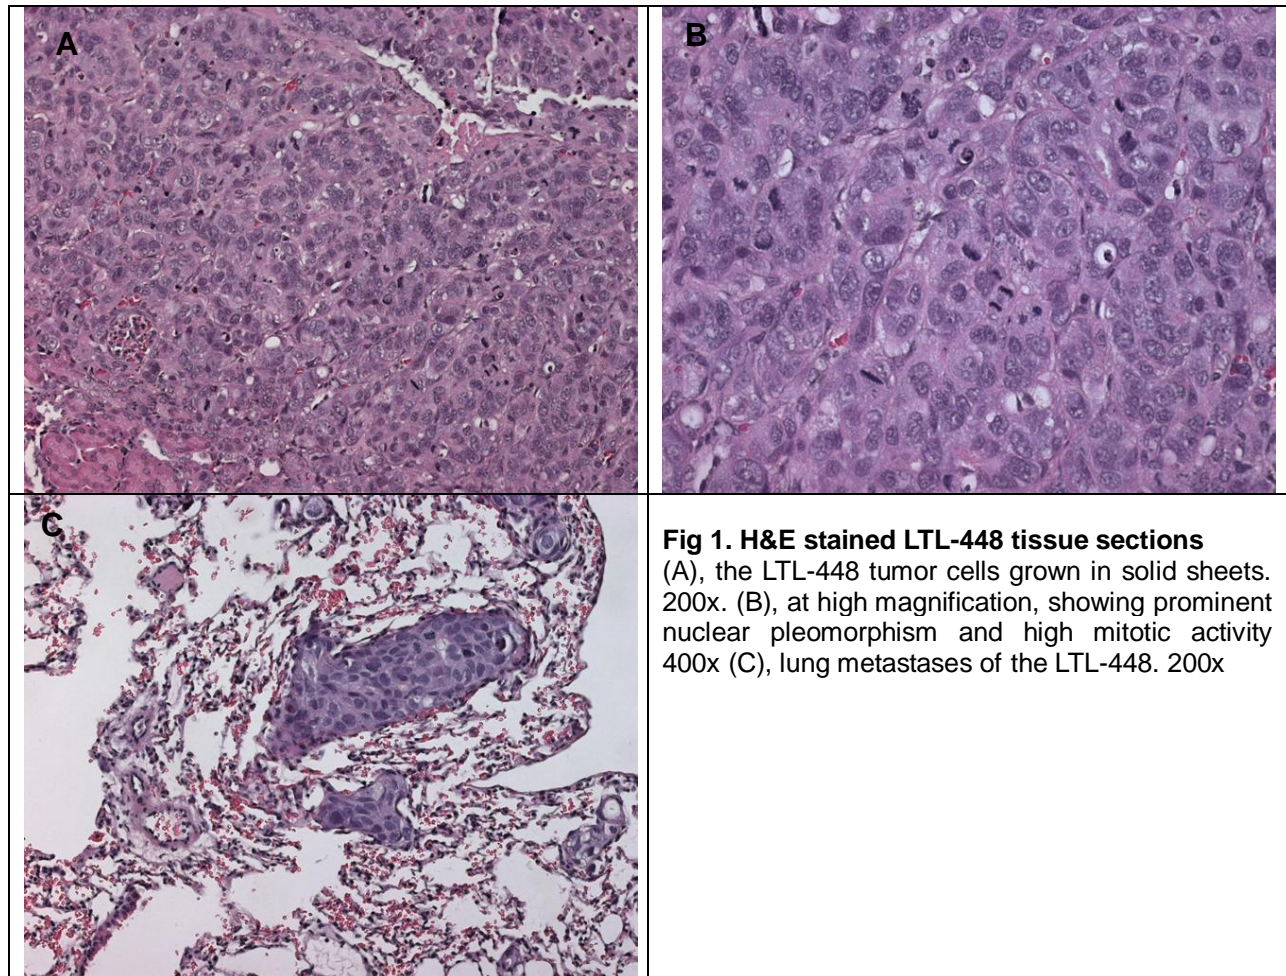 A
B
C
Fig 1. H&E stained LTL-448 tissue sections
(A), the LTL-448 tumor cells grown in solid sheets.
200x. (B), at high magnification, showing prominent
nuclear pleomorphism and high mitotic activity
400x (C), lung metastases of the LTL-448. 200x